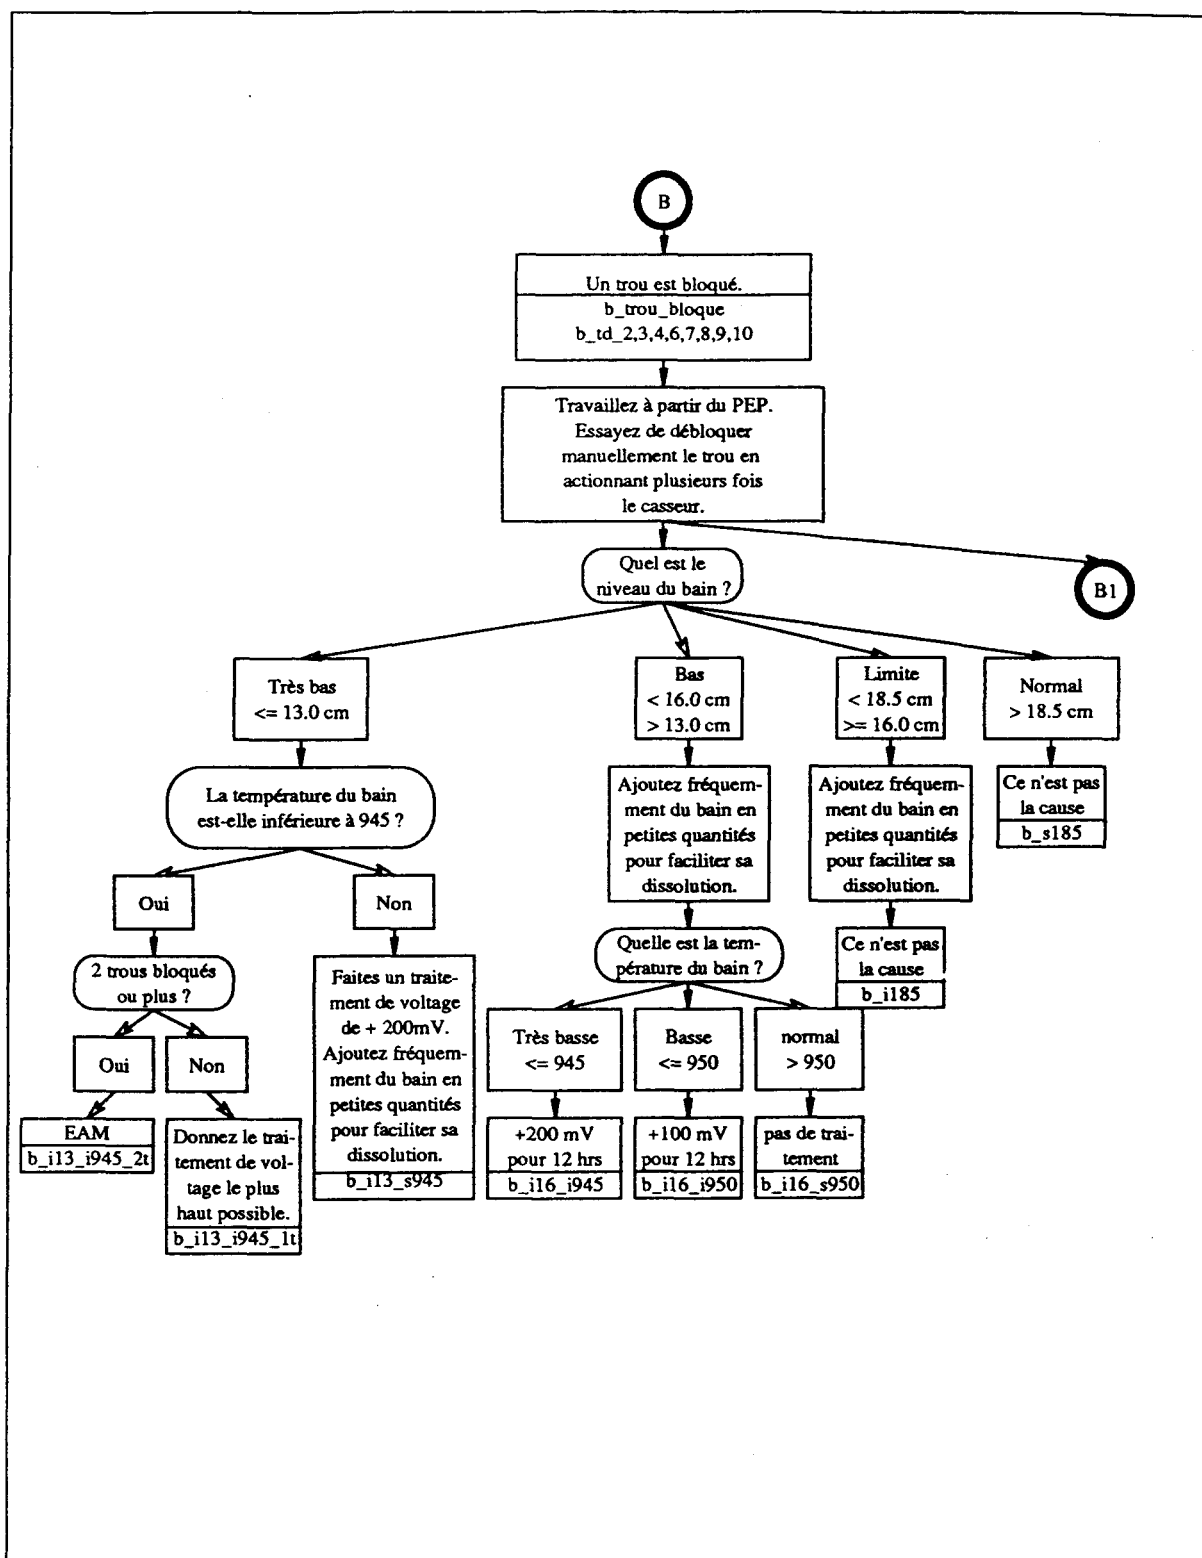 B
Un trou est bloqué.
b_trou_bloque
b_td_2,3,4,6,7,8,9,10
Travaillez à partir du PEP.
Essayez de débloquer
manuellement le trou en
actionnant plusieurs fois
le casseur.
Quel est le
niveau du bain ?
B1
Très bas
<= 13.0 cm
Bas
< 16.0 cm
> 13.0 cm
Limite
< 18.5 cm
>= 16.0 cm
Normal
> 18.5 cm
La température du bain
est-elle inférieure à 945 ?
Ajoutez fréquem-
ment du bain en
petites quantités
pour faciliter sa
dissolution.
Ajoutez fréquem-
ment du bain en
petites quantités
pour faciliter sa
dissolution.
Ce n'est pas
la cause
b_s185
Oui
Non
2 trous bloqués
ou plus ?
Faites un traite-
ment de voltage
de + 200mV.
Ajoutez fréquem-
ment du bain en
petites quantités
pour faciliter sa
dissolution.
b_i13_s945
Quelle est la tem-
pérature du bain ?
Ce n'est pas
la cause
b_i185
Oui
Non
Très basse
<= 945
Basse
<= 950
normal
> 950
EAM
b_i13_i945_2t
Donnez le trai-
tement de vol-
tage le plus
haut possible.
b_i13_i945_1t
+200 mV
pour 12 hrs
b_i16_i945
+100 mV
pour 12 hrs
b_i16_i950
pas de trai-
tement
b_i16_s950